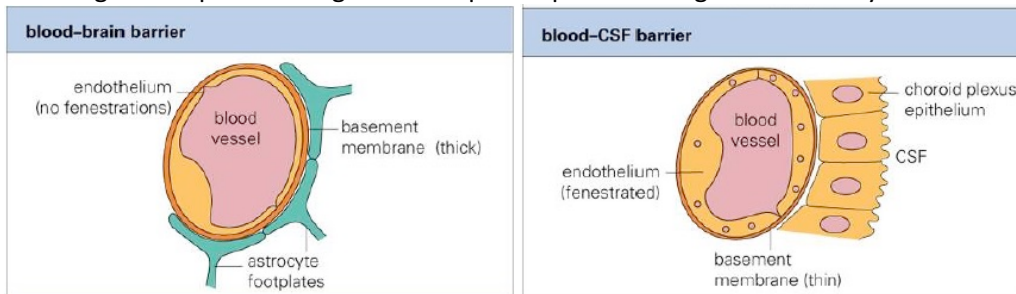 blood–brain barrier
endothelium
(no fenestrations)
blood
vessel
basement
membrane (thick)
astrocyte
footplates
blood–CSF barrier
choroid plexus
epithelium
blood
vessel
CSF
endothelium
(fenestrated)
basement
membrane (thin)